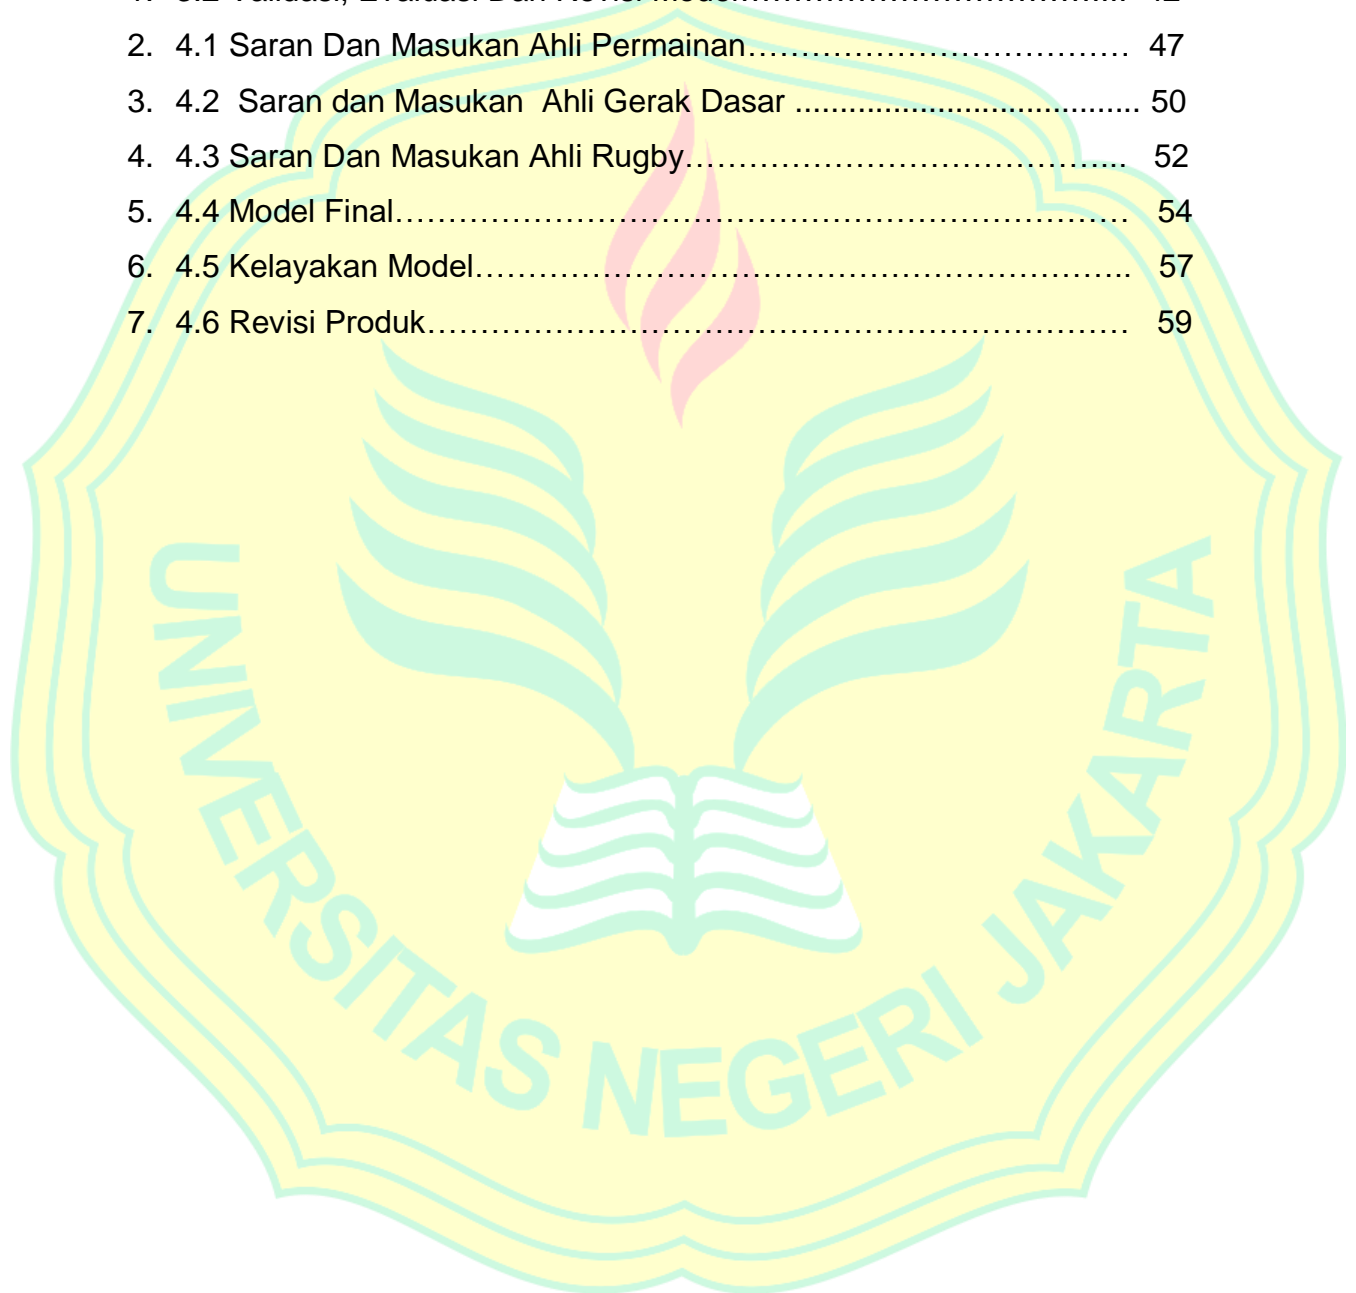 2. 4.1 Saran Dan Masukan Ahli Permainan……………………………… 47
3. 4.2 Saran dan Masukan Ahli Gerak Dasar ..................................... 50
4. 4.3 Saran Dan Masukan Ahli Rugby………………………………….... 52
5. 4.4 Model Final…………………………………………………………… 54
6. 4.5 Kelayakan Model…………………………………………………….. 57
7. 4.6 Revisi Produk………………………………………………………… 59
UNIVERSITAS NEGERI JAKARTA